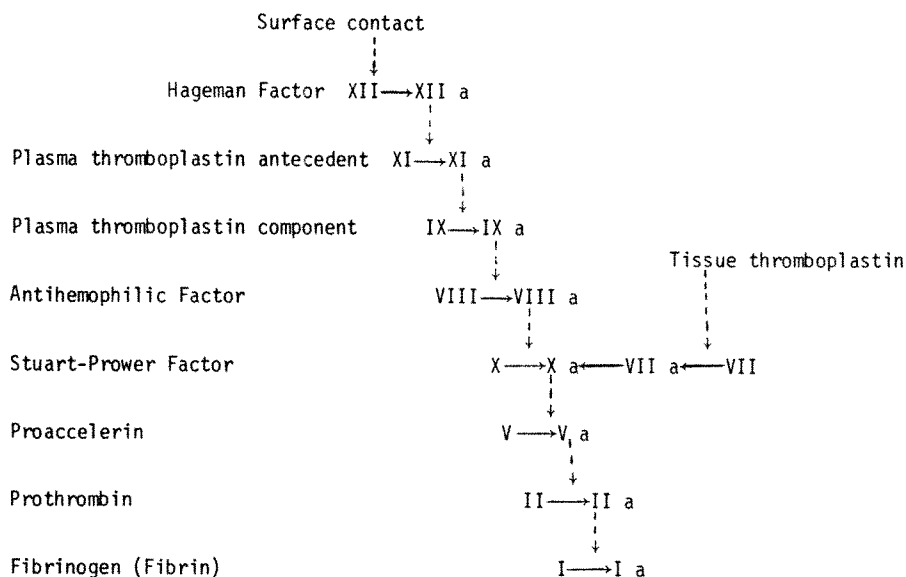 Surface contact
Hageman Factor XII→XII a
Plasma thromboplastin antecedent XI→XI a
Plasma thromboplastin component IX→IX a
Tissue thromboplastin
Antihemophilic Factor VIII→VIII a
Stuart-Prower Factor X→X a←VII a←VII
Proaccelerin V→V a
Prothrombin II→II a
Fibrinogen (Fibrin) I→I a